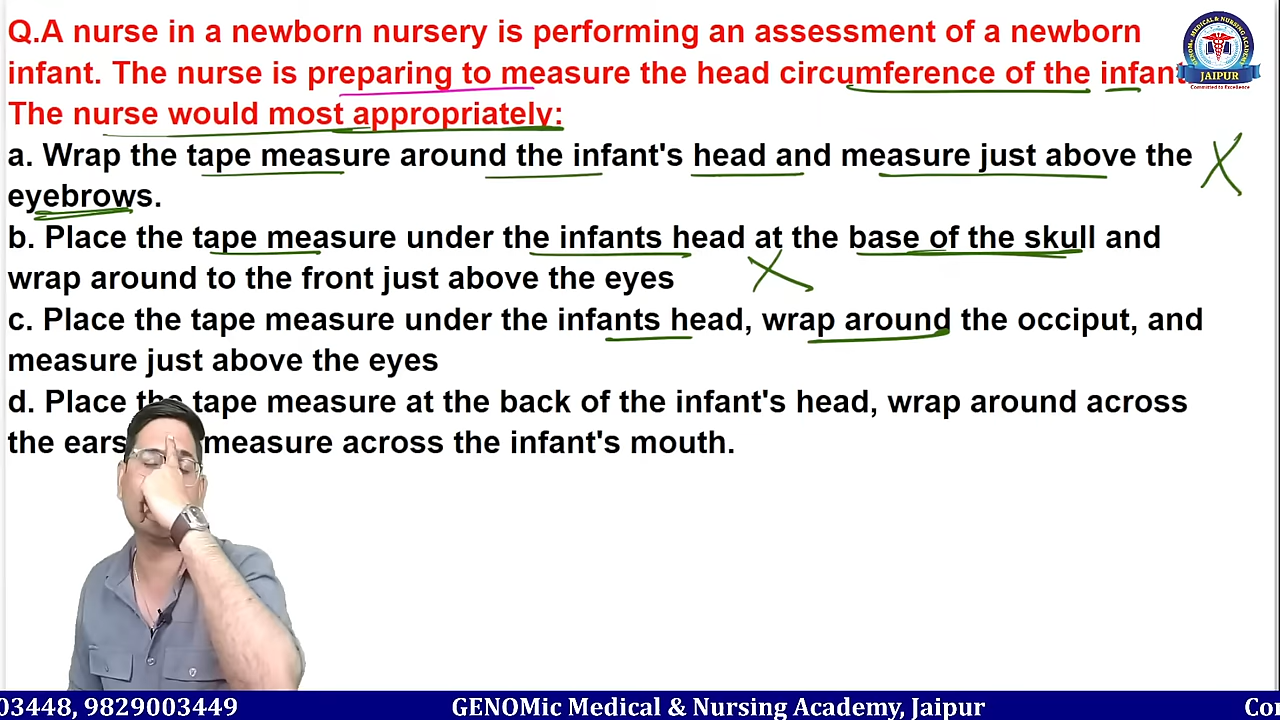 Q.A nurse in a newborn nursery is performing an assessment of a newborn
infant. The nurse is preparing to measure the head circumference of the infant
The nurse would most appropriately:
a. Wrap the tape measure around the infant's head and measure just above the
eyebrows.
b. Place the tape measure under the infants head at the base of the skull and
wrap around to the front just above the eyes
c. Place the tape measure under the infants head, wrap around the occiput, and
measure just above the eyes
d. Place the tape measure at the back of the infant's head, wrap around across
the ears measure across the infant's mouth.
JAIPUR
Committed to Excellence
03448, 9829003449 GENOMic Medical & Nursing Academy, Jaipur Co